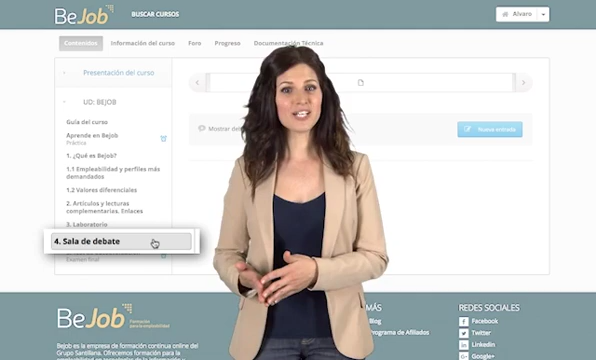 BeJob
BUSCAR CURSOS
Alvaro
Contenidos
Información del curso
Foro
Progreso
Documentación Técnica
Presentación del curso
UD: BEJOB
Guía del curso
Aprende en Bejob
Práctica
1. ¿Qué es Bejob?
1.1 Empleabilidad y perfiles más
demandados
1.2 Valores diferenciales
2. Artículos y lecturas
complementarias, Enlaces
3. Laboratorio
4. Sala de debate
Examen final
Mostrar
Nueva entrada
BeJob
Formación
para la empleabilidad
Bejob es la empresa de formación continua online del
Grupo Santillana. Ofrecemos formación para la
MÁS
Blog
Programa de Afiliados
REDES SOCIALES
Facebook
Twitter
Linkedin
Google+